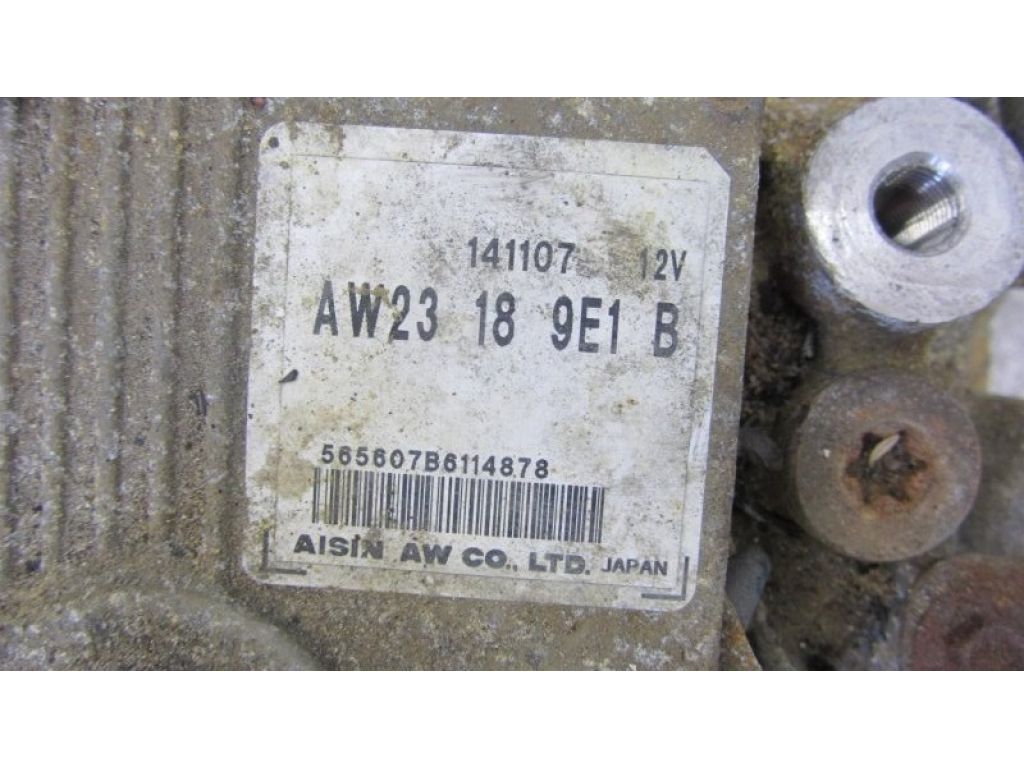 141107 12V
AW23 18 9E1 B
565607B6114878
AISIN AW CO., LTD. JAPAN